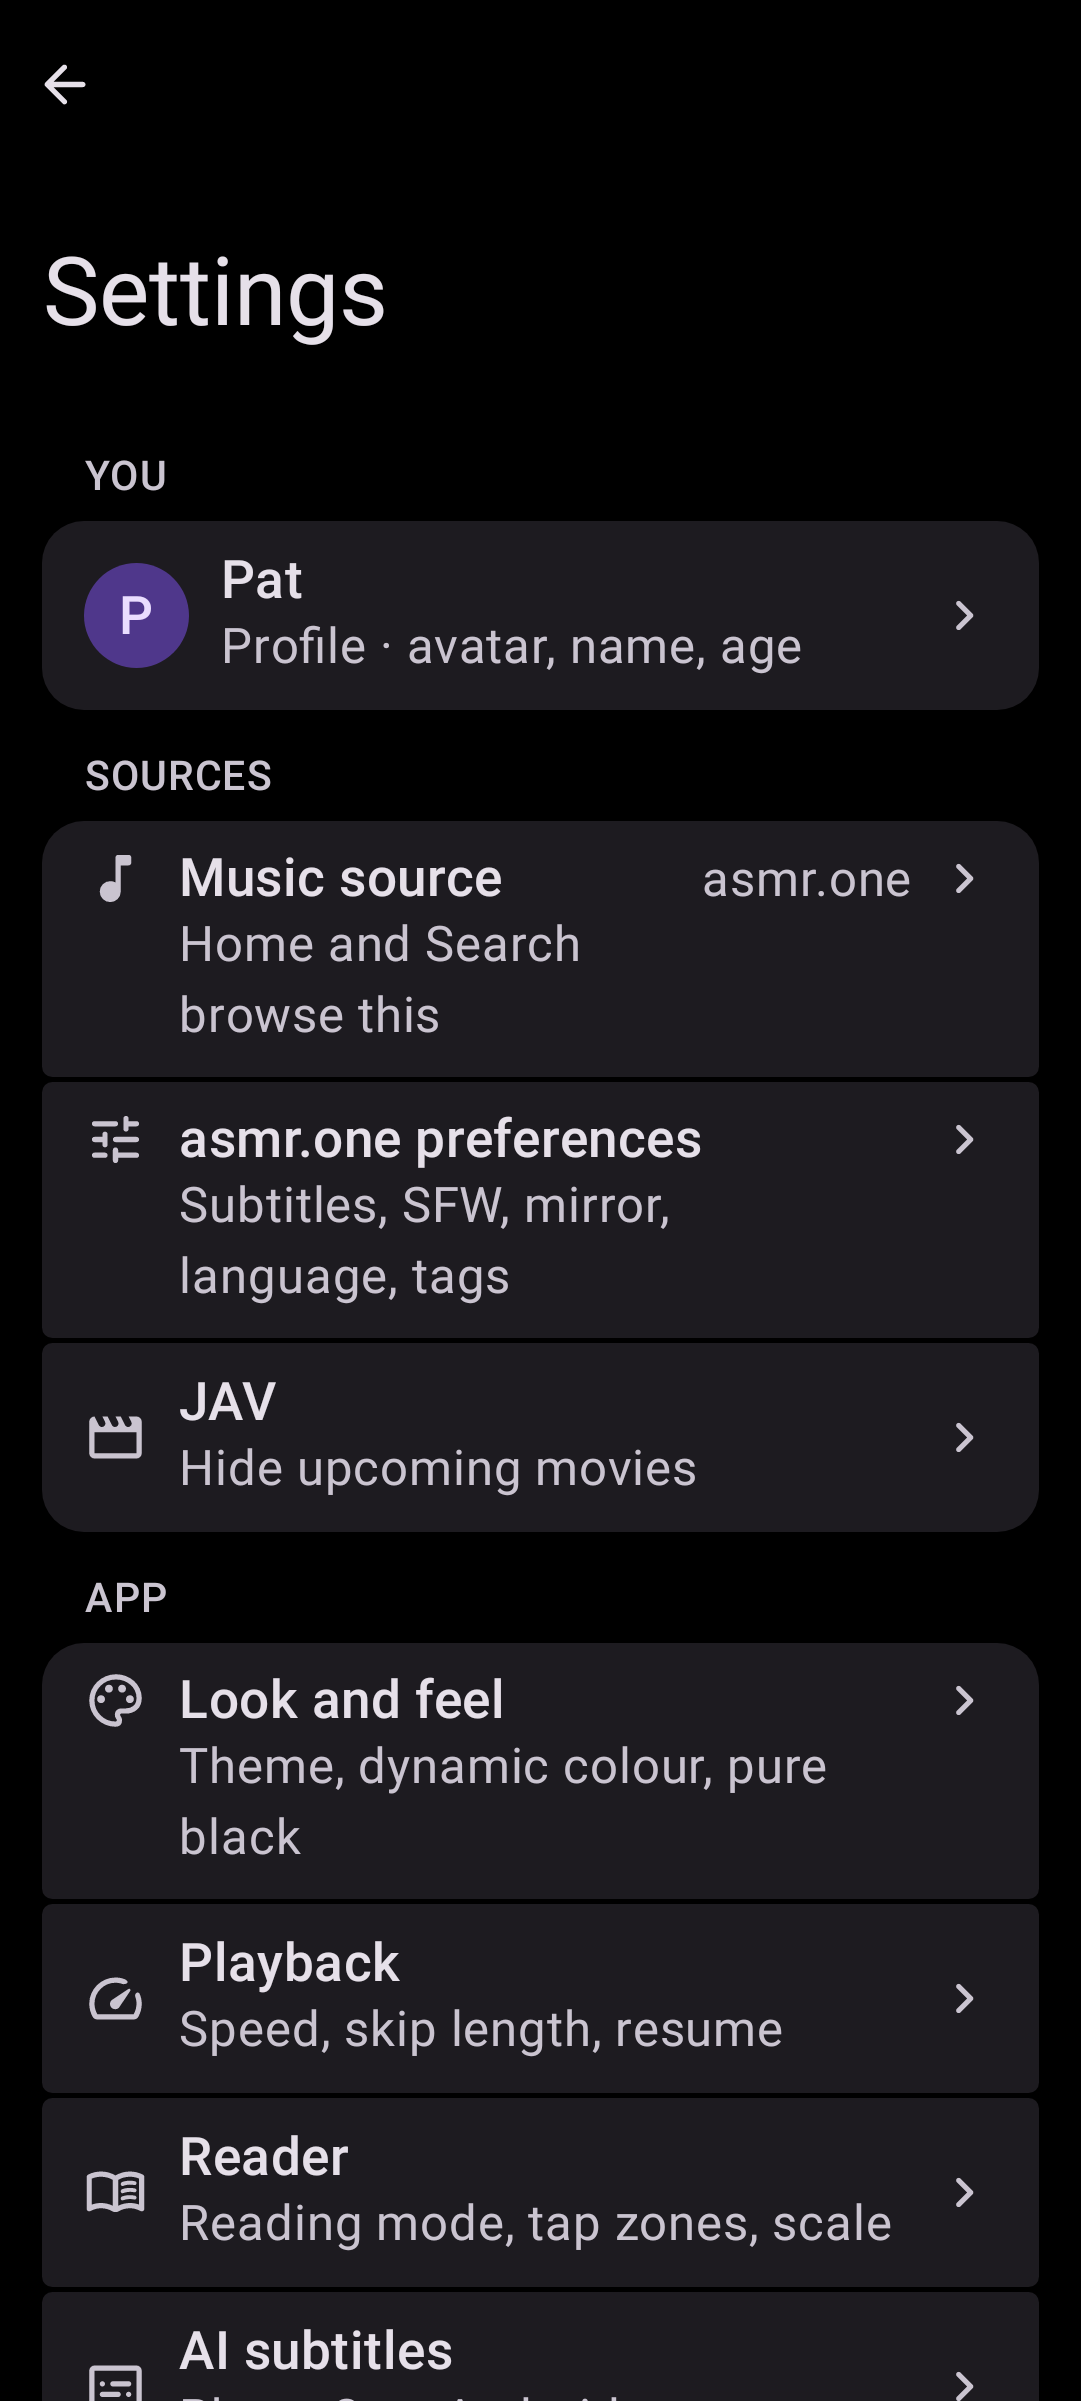 Settings
YOU
P
Pat
Profile · avatar, name, age
SOURCES
Music source
asmr.one
Home and Search
browse this
asmr.one preferences
Subtitles, SFW, mirror,
language, tags
JAV
Hide upcoming movies
APP
Look and feel
Theme, dynamic colour, pure
black
Playback
Speed, skip length, resume
Reader
Reading mode, tap zones, scale
AI subtitles